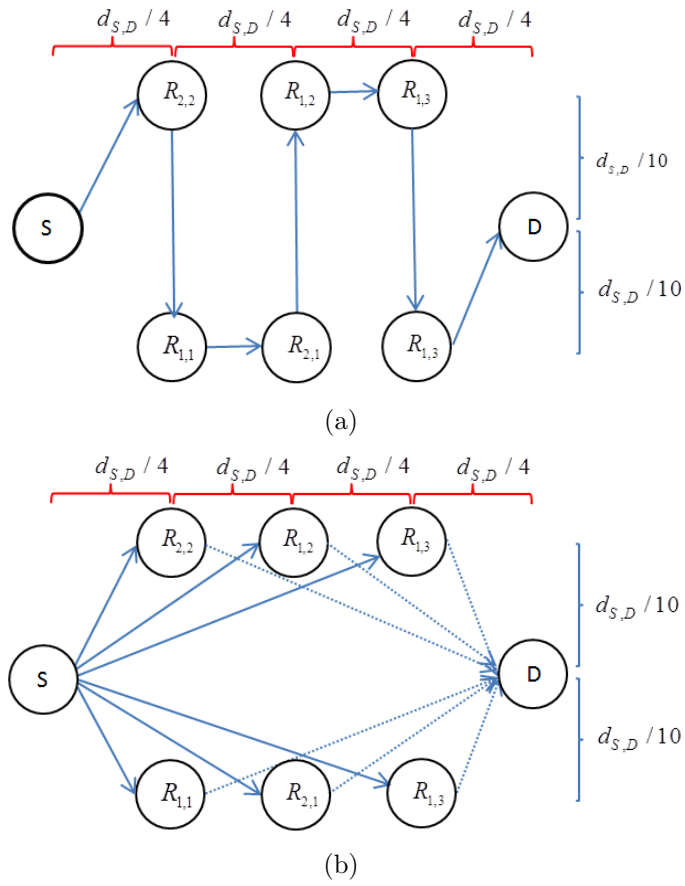 d_{S,D} / 4 d_{S,D} / 4 d_{S,D} / 4 d_{S,D} / 4
R_{2,2} R_{1,2} R_{1,3}
d_{S,D} / 10
S D
d_{S,D} / 10
R_{1,1} R_{2,1} R_{1,3}
(a)
d_{S,D} / 4 d_{S,D} / 4 d_{S,D} / 4 d_{S,D} / 4
R_{2,2} R_{1,2} R_{1,3}
d_{S,D} / 10
S D
d_{S,D} / 10
R_{1,1} R_{2,1} R_{1,3}
(b)